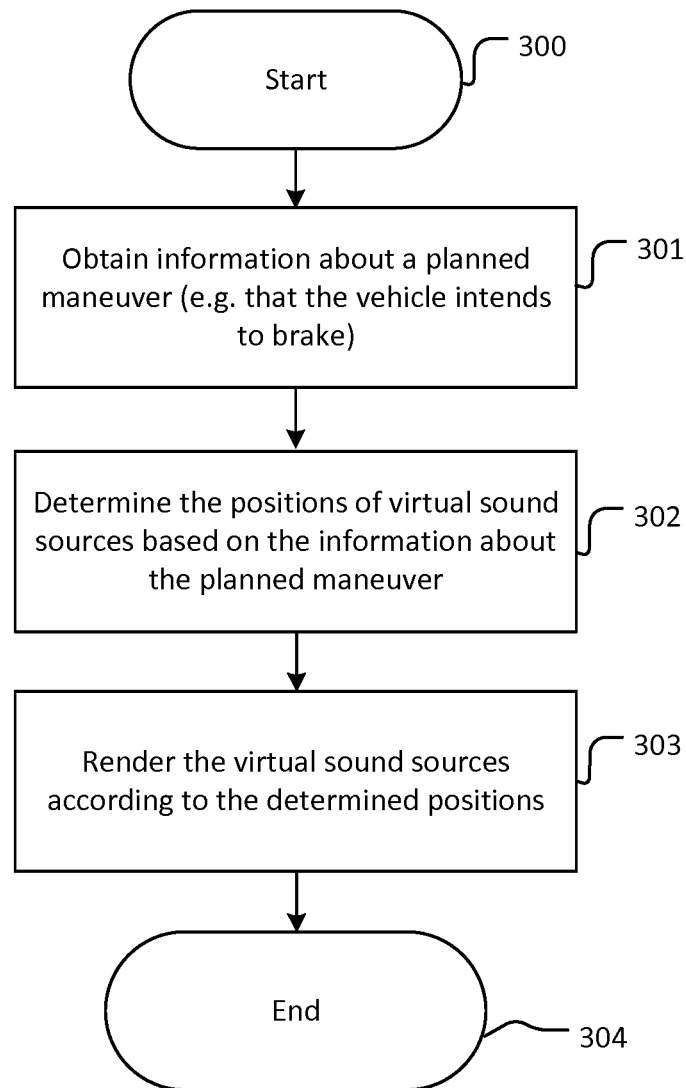 Start
300
Obtain information about a planned
maneuver (e.g. that the vehicle intends
to brake)
301
Determine the positions of virtual sound
sources based on the information about
the planned maneuver
302
Render the virtual sound sources
according to the determined positions
303
End
304